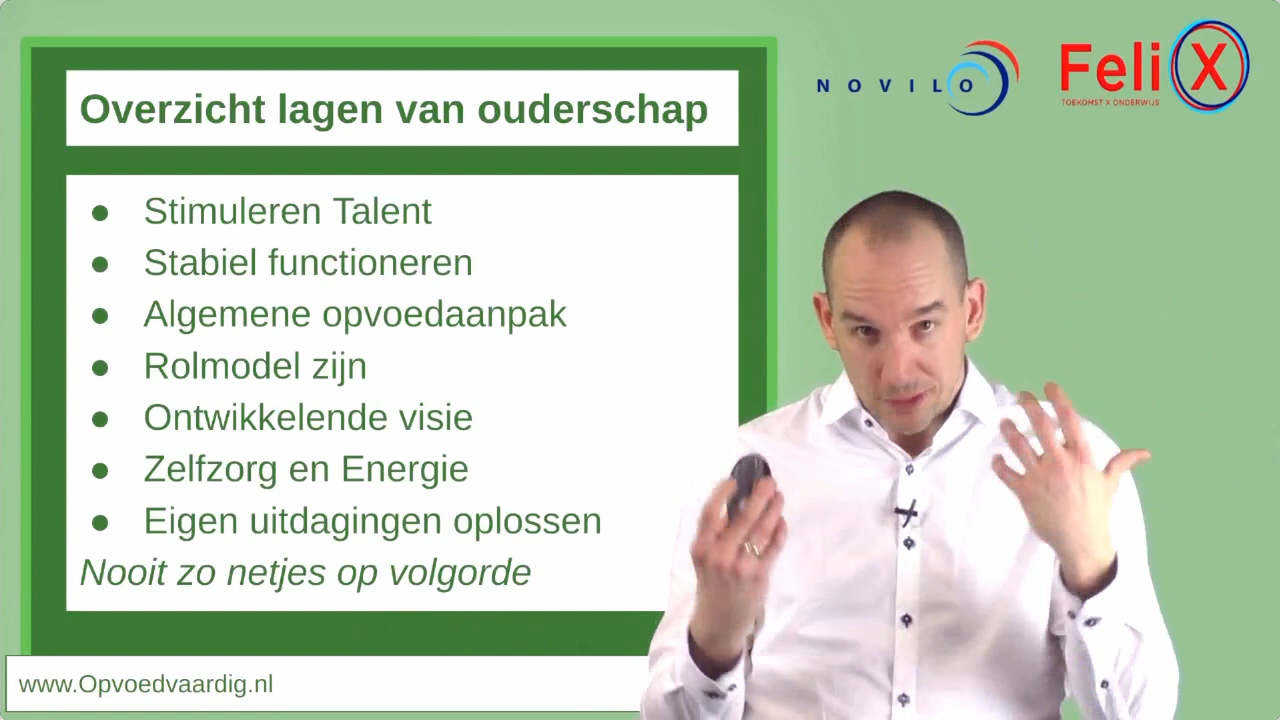 Overzicht lagen van ouderschap
● Stimuleren Talent
● Stabiel functioneren
● Algemene opvoedaanpak
● Rolmodel zijn
● Ontwikkelende visie
● Zelfzorg en Energie
● Eigen uitdagingen oplossen
Nooit zo netjes op volgorde
www.Opvoedvaardig.nl
NOVILO
FeliX
TOEKOMST X ONDERWIJS